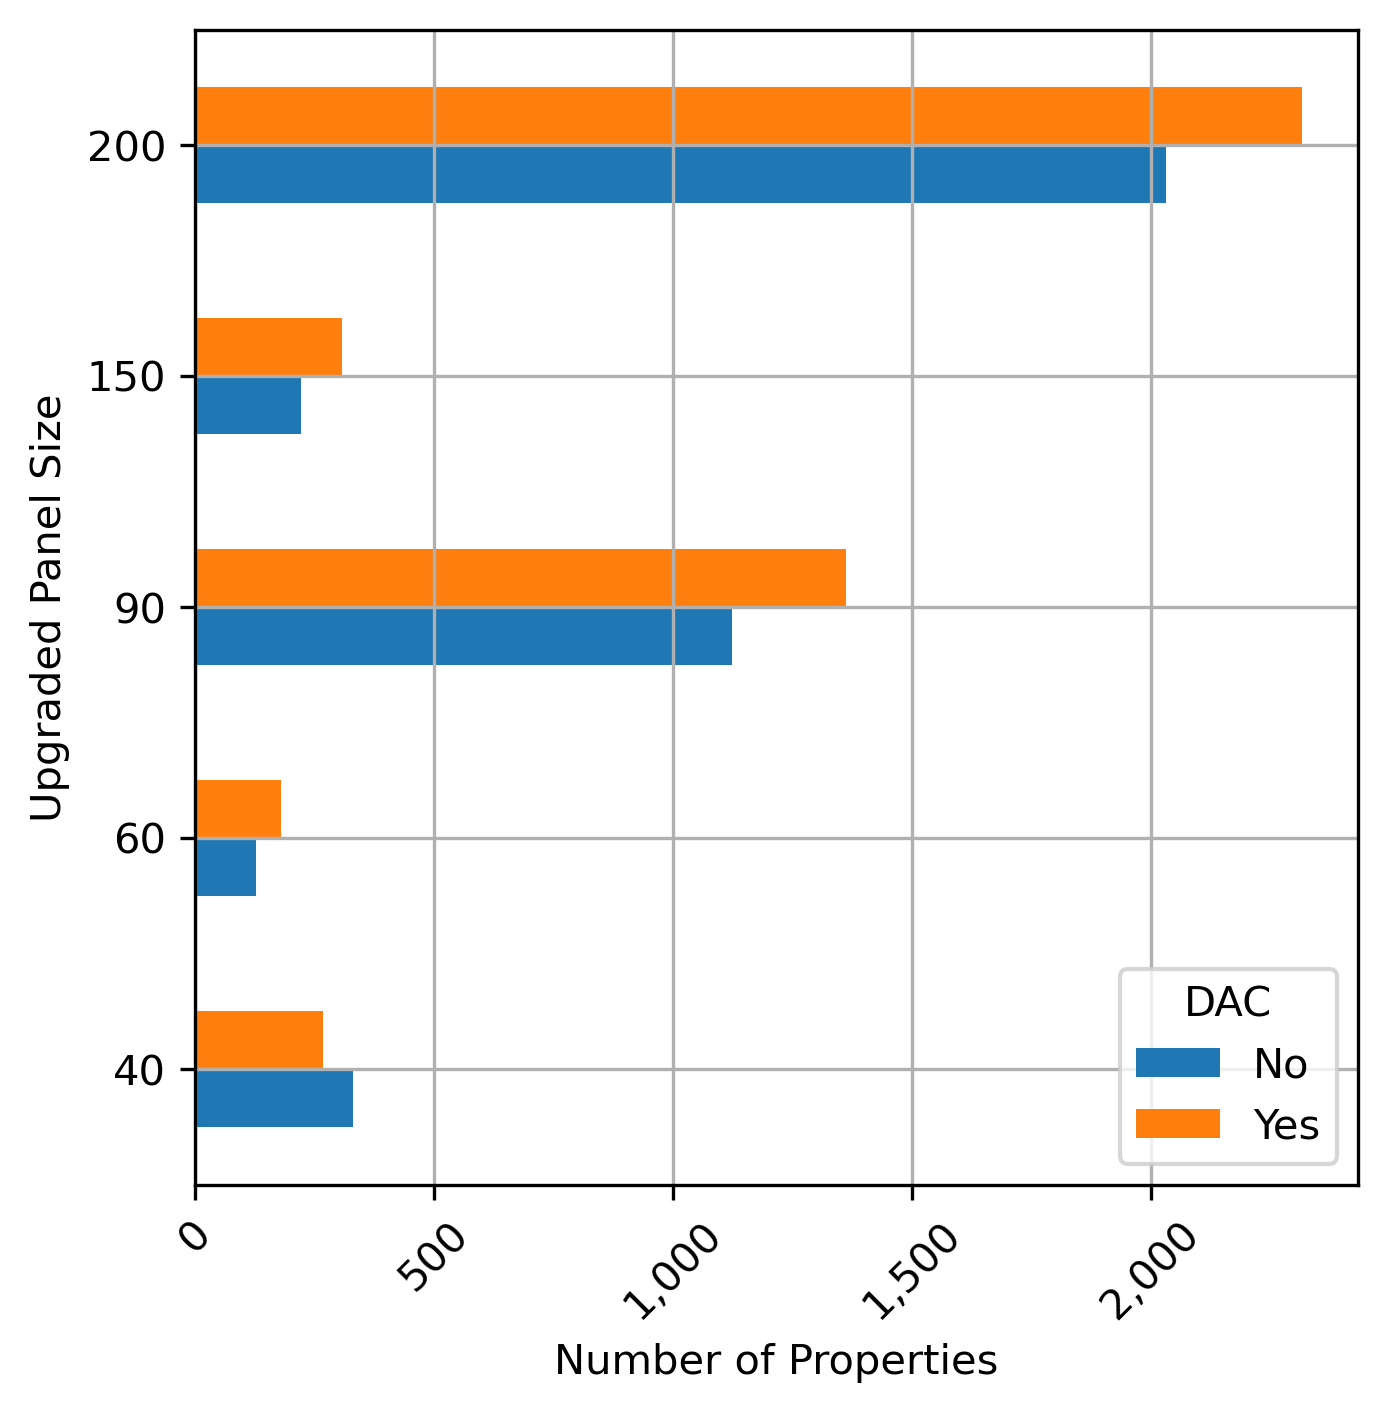 200
150
90
60
40
Upgraded Panel Size
DAC
No
Yes
0
500
1,000
1,500
2,000
Number of Properties